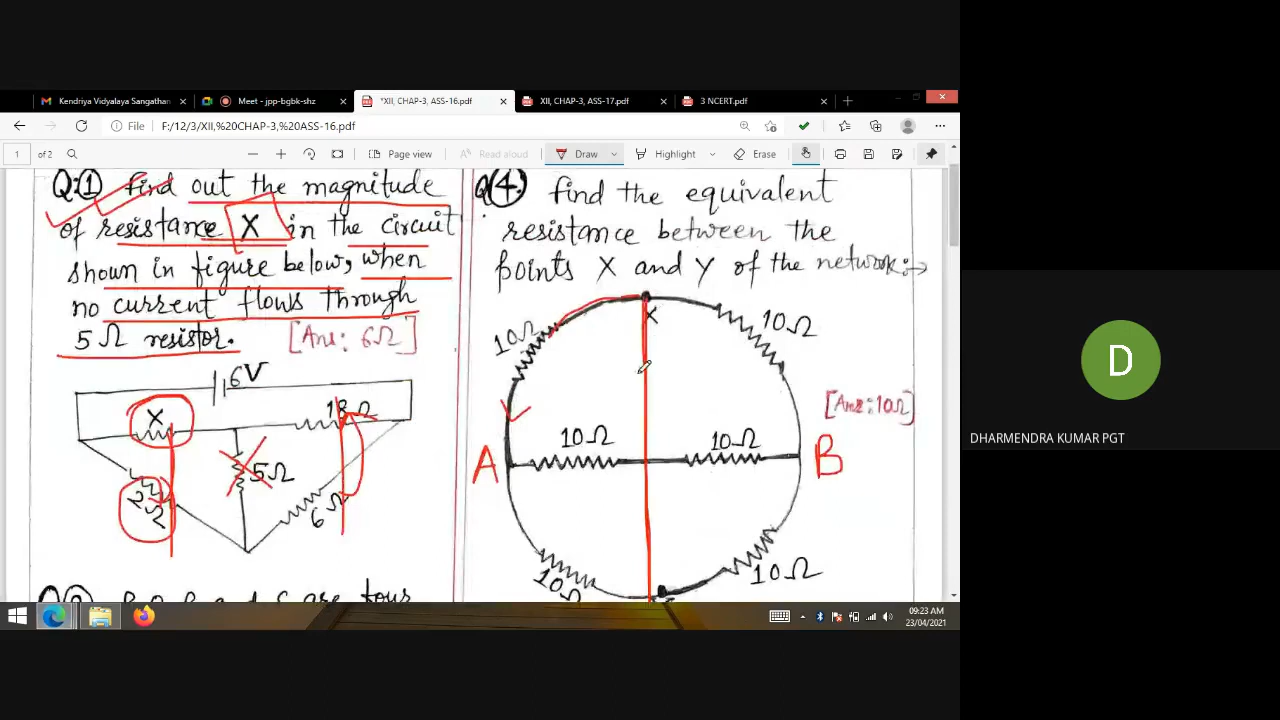 Kendriya Vidyalaya Sangathan
Meet - jpp-bgbk-shz
*XII, CHAP-3, ASS-16.pdf
XII, CHAP-3, ASS-17.pdf
3 NCERT.pdf
File
F:/12/3/XII,%20CHAP-3,%20ASS-16.pdf
1
of 2
Page view
Read aloud
Draw
Highlight
Erase
Q:① find out the magnitude
of resistance X in the circuit
shown in figure below, when
no current flows through
5Ω resistor. [Ans: 6Ω]
6V
X
18Ω
5Ω
2Ω
6Ω
Q④ find the equivalent
resistance between the
points X and Y of the network:→
X
10Ω
10Ω
[Ans:10Ω]
10Ω
10Ω
A
B
10Ω
10Ω
DHARMENDRA KUMAR PGT
D
09:23 AM
23/04/2021